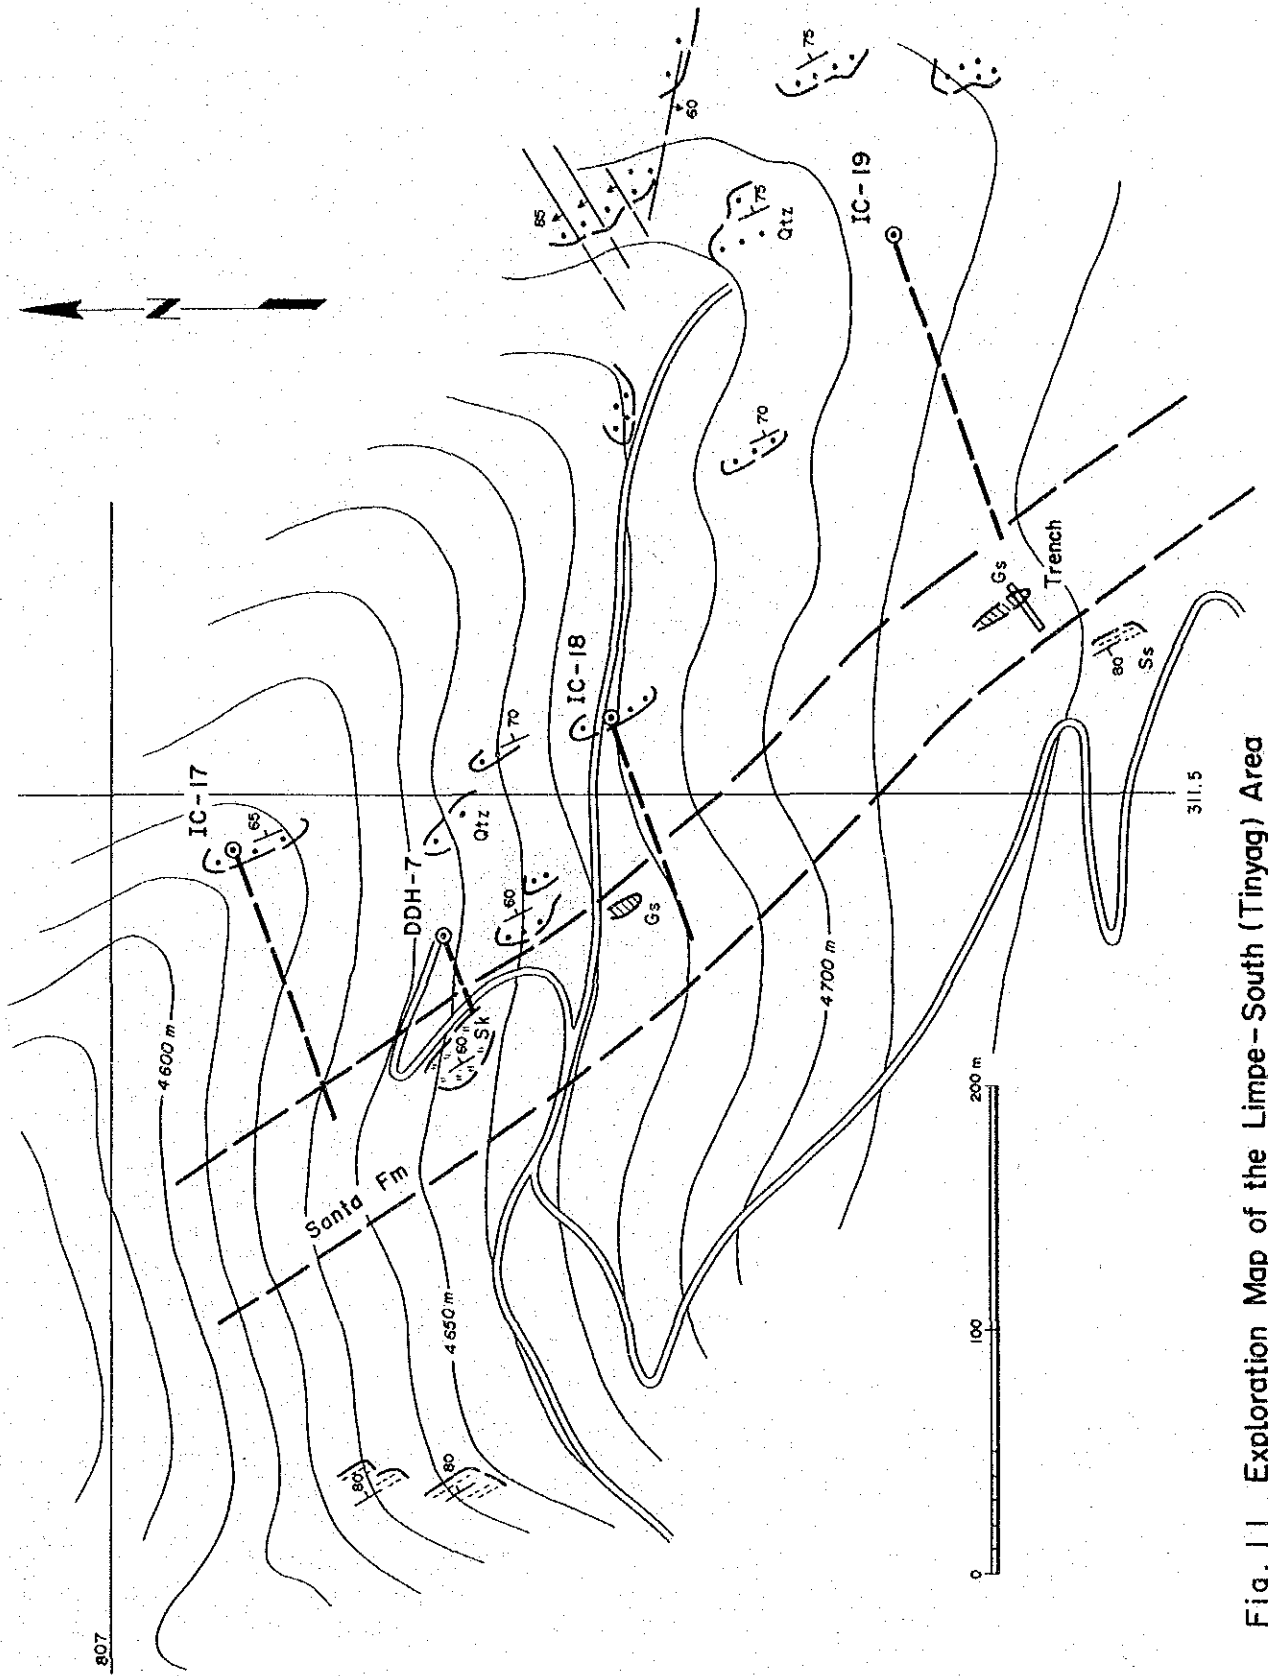 807
N
IC-17
65
4600 m
DDH-7
Qtz
70
60
Sk
60
Santa Fm
4650 m
80
80
IC-18
Gs
85
60
75
75
Qtz
70
IC-19
4700 m
Gs
Trench
80
Ss
311.5
0 100 200 m
Fig. 11 Exploration Map of the Limpe-South (Tinyag) Area